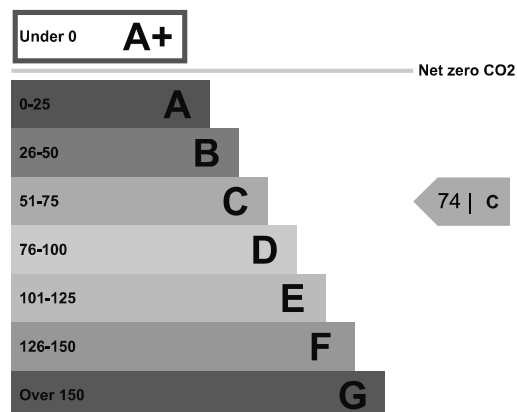 Under 0 A+
Net zero CO2
0-25 A
26-50 B
51-75 C
74 | C
76-100 D
101-125 E
126-150 F
Over 150 G